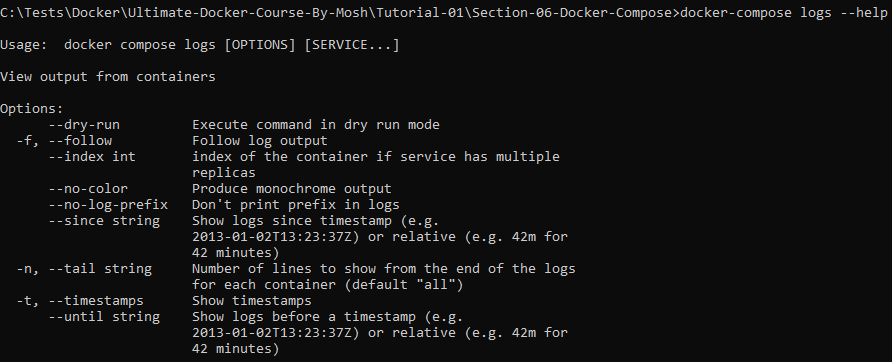 C:\Tests\Docker\Ultimate-Docker-Course-By-Mosh\Tutorial-01\Section-06-Docker-Compose>docker-compose logs --help
Usage:  docker compose logs [OPTIONS] [SERVICE...]
View output from containers
Options:
      --dry-run         Execute command in dry run mode
  -f, --follow          Follow log output
      --index int       index of the container if service has multiple
                        replicas
      --no-color        Produce monochrome output
      --no-log-prefix   Don't print prefix in logs
      --since string    Show logs since timestamp (e.g.
                        2013-01-02T13:23:37Z) or relative (e.g. 42m for
                        42 minutes)
  -n, --tail string     Number of lines to show from the end of the logs
                        for each container (default "all")
  -t, --timestamps      Show timestamps
      --until string    Show logs before a timestamp (e.g.
                        2013-01-02T13:23:37Z) or relative (e.g. 42m for
                        42 minutes)